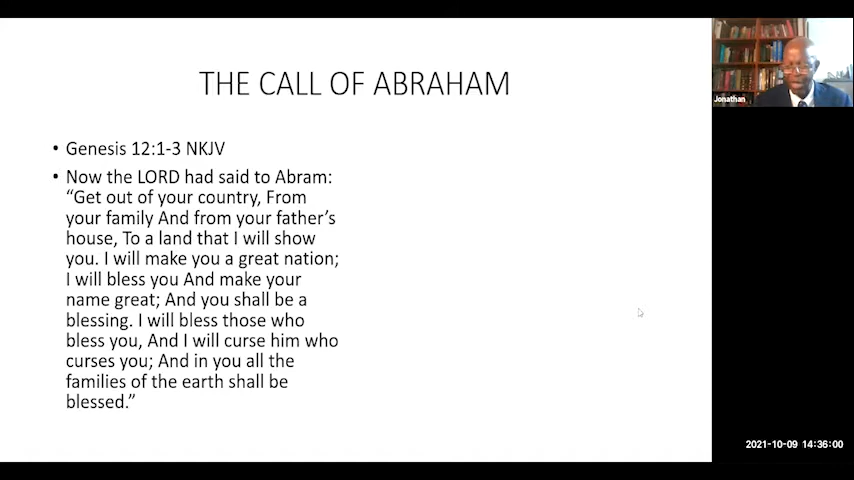 THE CALL OF ABRAHAM
Jonathan
• Genesis 12:1-3 NKJV
• Now the LORD had said to Abram:
“Get out of your country, From
your family And from your father’s
house, To a land that I will show
you. I will make you a great nation;
I will bless you And make your
name great; And you shall be a
blessing. I will bless those who
bless you, And I will curse him who
curses you; And in you all the
families of the earth shall be
blessed.”
2021-10-09 14:36:00